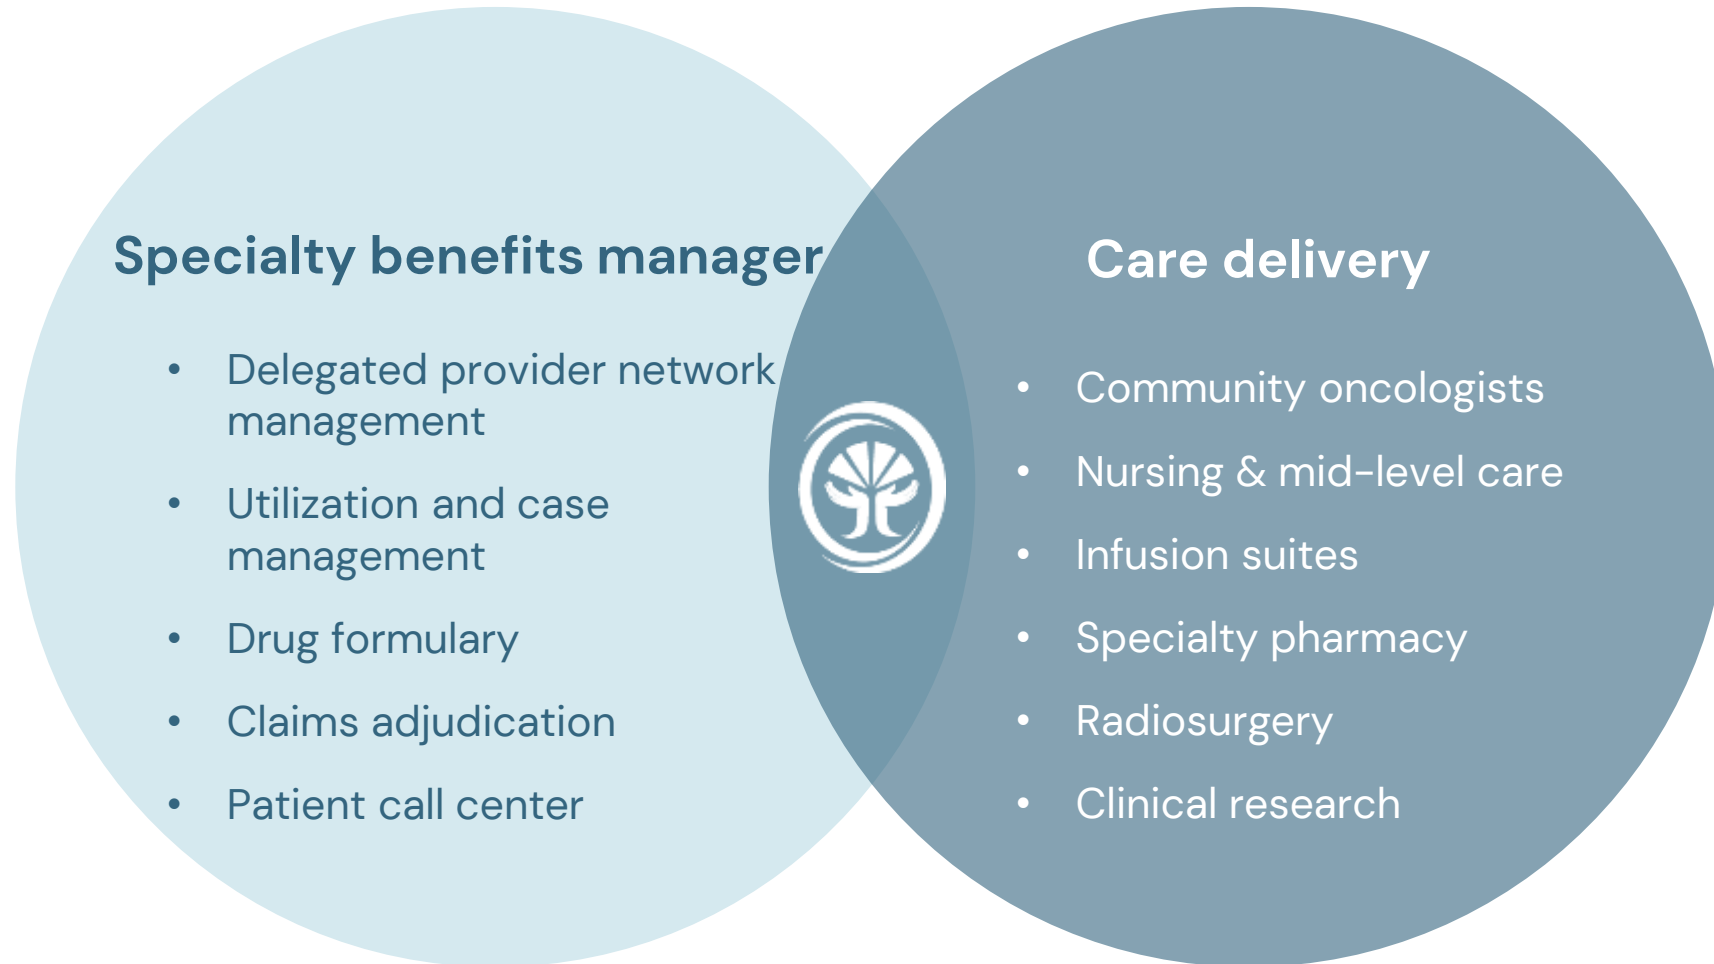 Specialty benefits manager
• Delegated provider network
management
• Utilization and case
management
• Drug formulary
• Claims adjudication
• Patient call center
Care delivery
• Community oncologists
• Nursing & mid-level care
• Infusion suites
• Specialty pharmacy
• Radiosurgery
• Clinical research